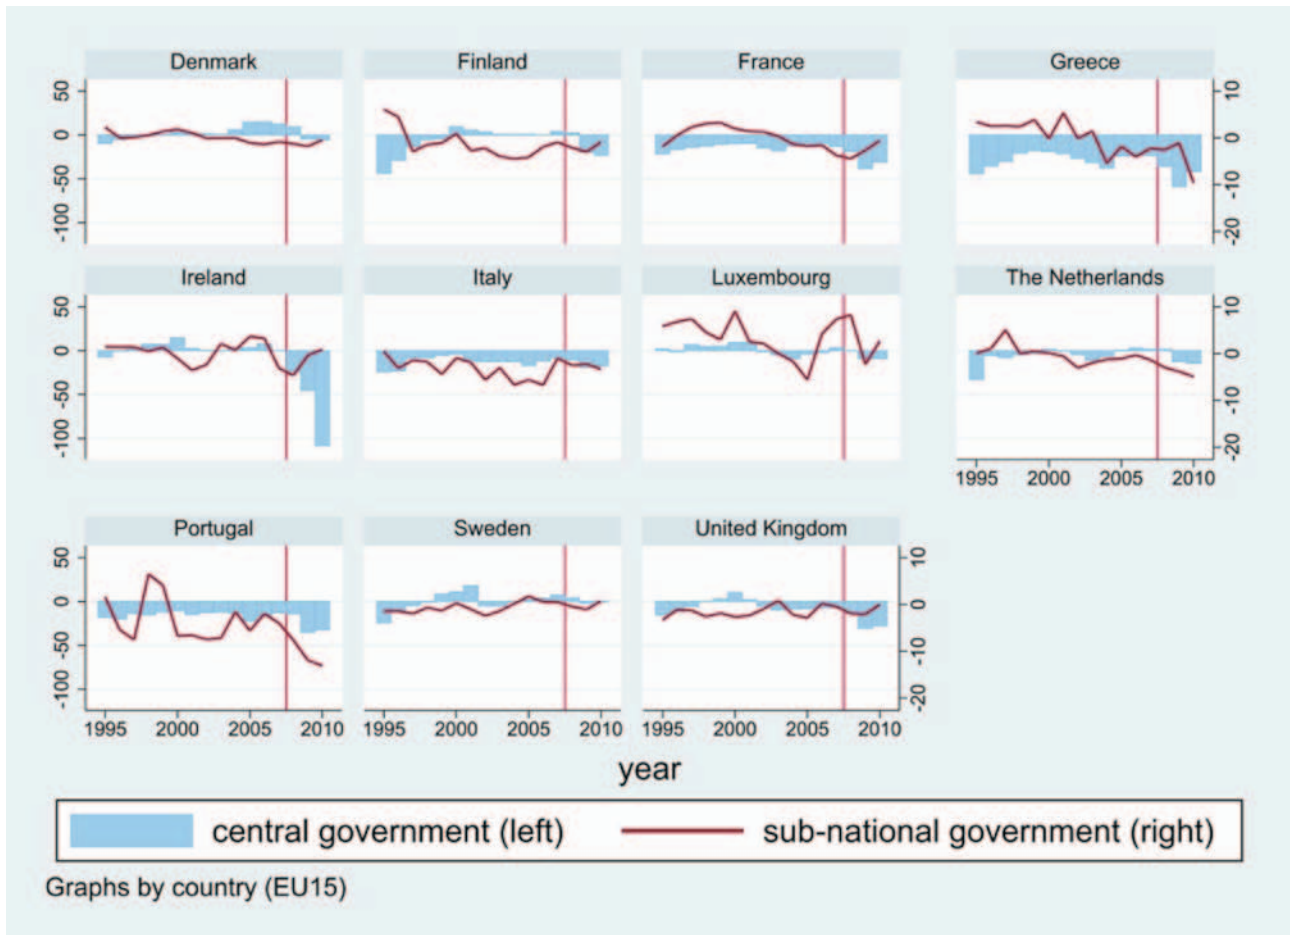 Denmark Finland France Greece
50 0 -50 -100
10 0 -10 -20
Ireland Italy Luxembourg The Netherlands
50 0 -50 -100
10 0 -10 -20
1995 2000 2005 2010
Portugal Sweden United Kingdom
50 0 -50 -100
10 0 -10 -20
1995 2000 2005 2010 1995 2000 2005 2010 1995 2000 2005 2010
year
central government (left) sub-national government (right)
Graphs by country (EU15)